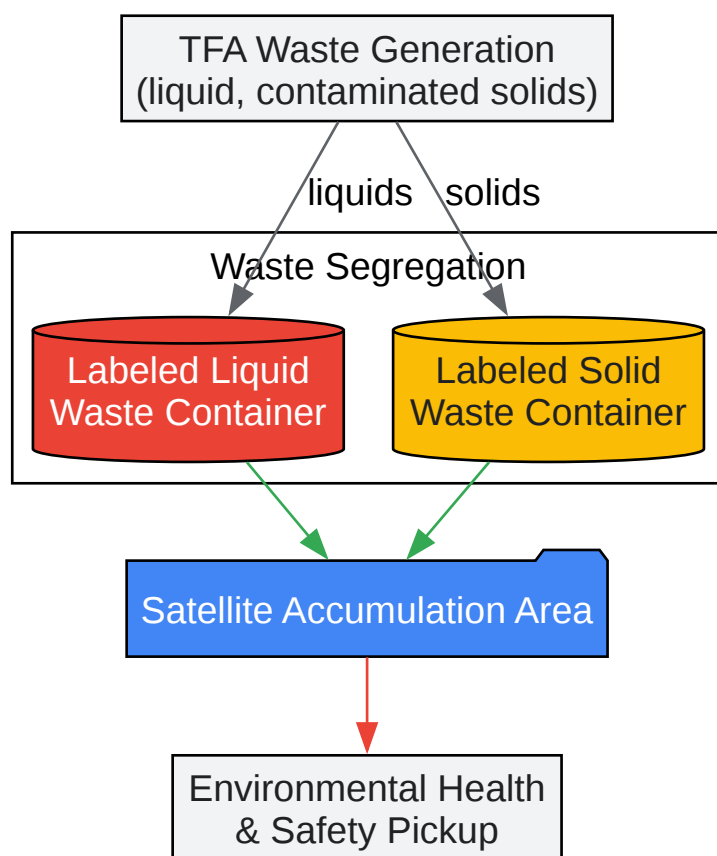 TFA Waste Generation
(liquid, contaminated solids)
liquids
solids
Waste Segregation
Labeled Liquid
Waste Container
Labeled Solid
Waste Container
Satellite Accumulation Area
Environmental Health
& Safety Pickup